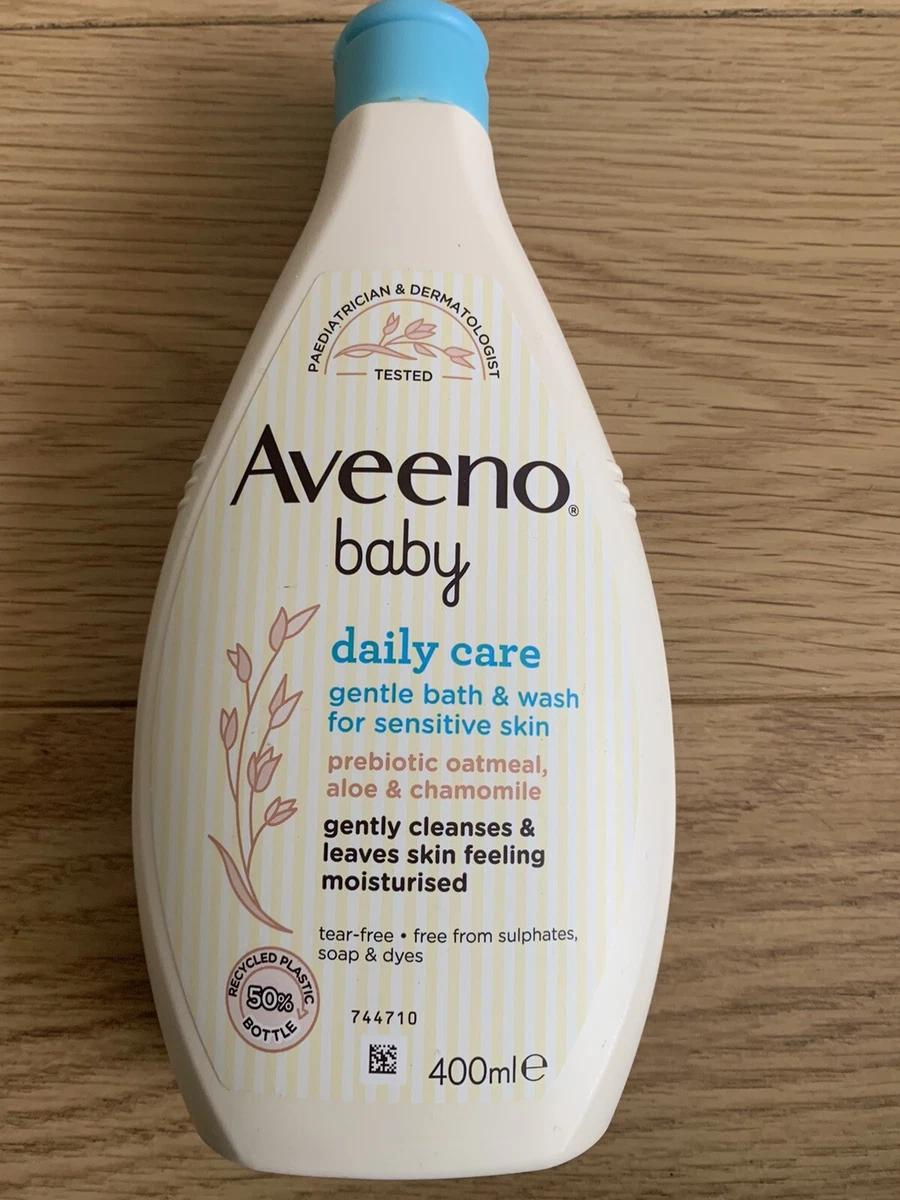 PAEDIATRICIAN & DERMATOLOGIST
TESTED
Aveeno®
baby
daily care
gentle bath & wash
for sensitive skin
prebiotic oatmeal,
aloe & chamomile
gently cleanses &
leaves skin feeling
moisturised
tear-free • free from sulphates,
soap & dyes
RECYCLED PLASTIC
50%
BOTTLE
744710
400ml℮